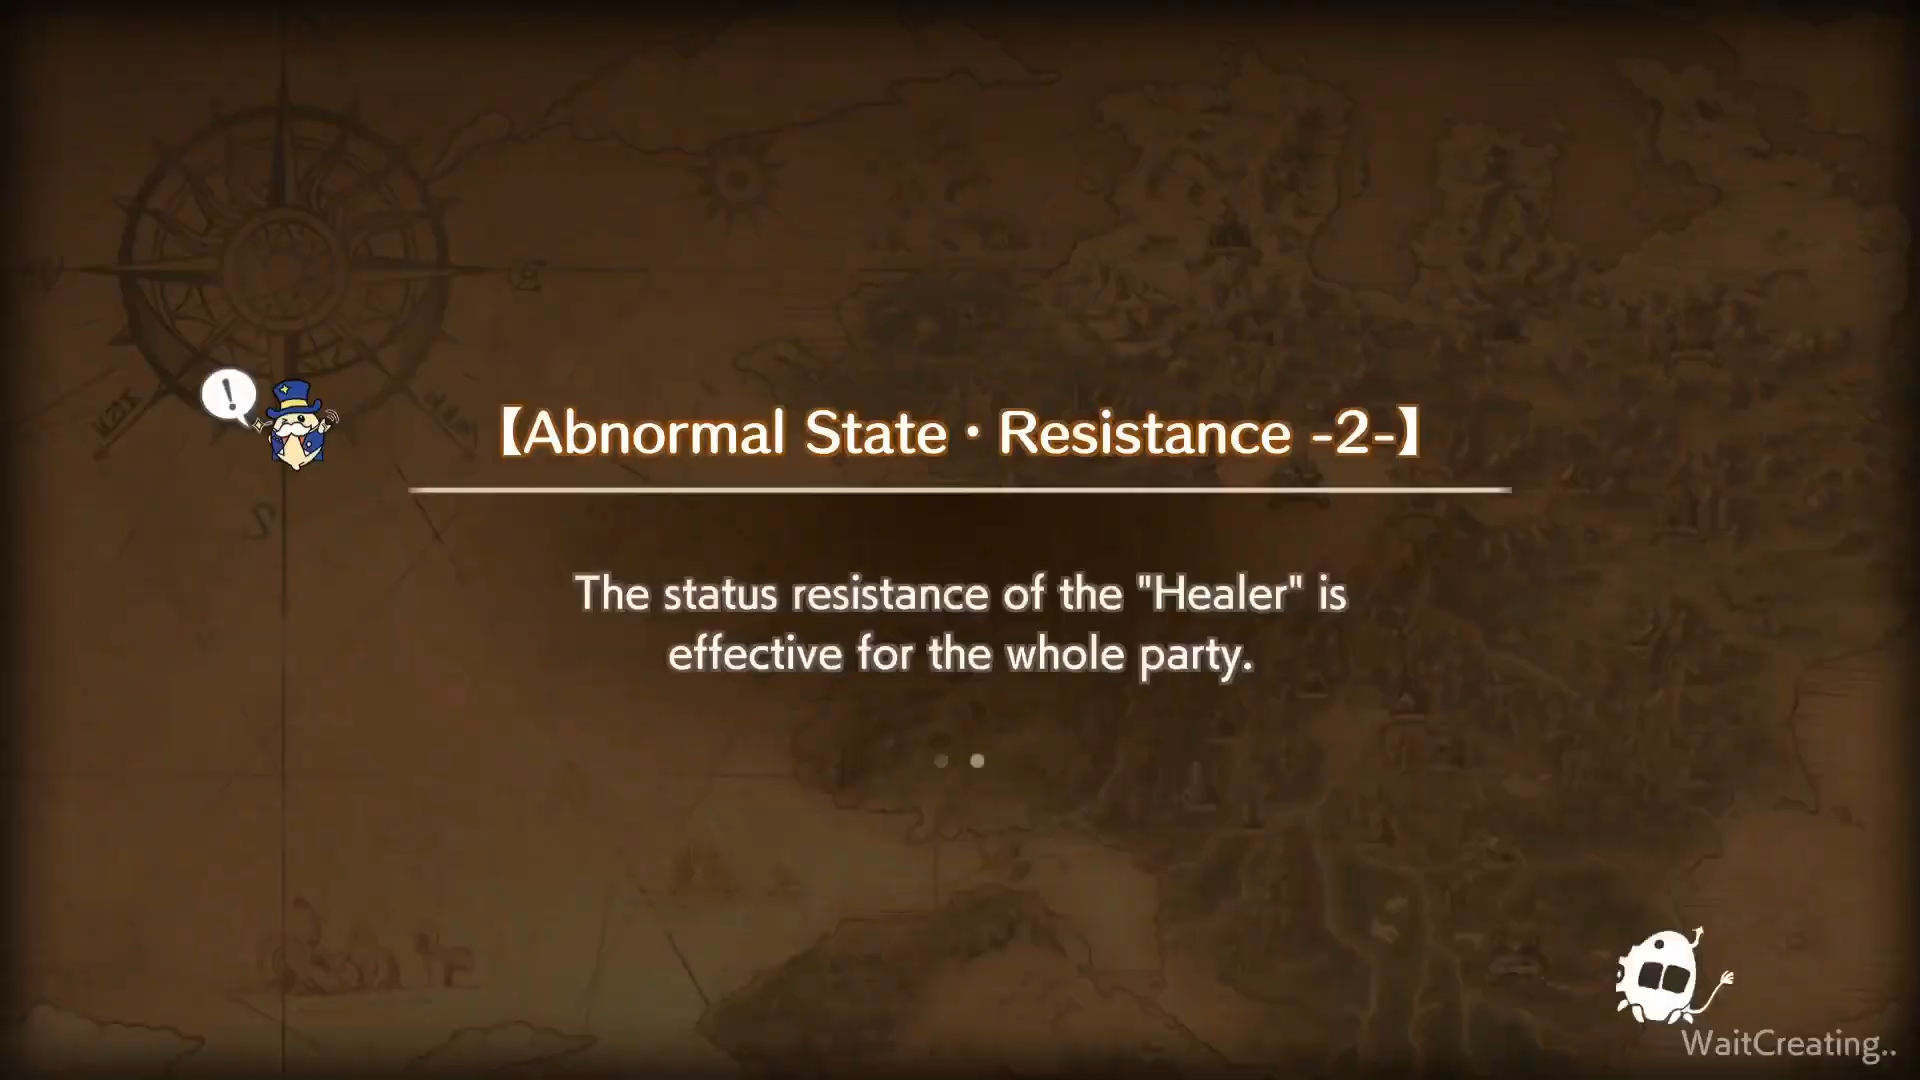 !
【Abnormal State・Resistance -2-】
The status resistance of the "Healer" is
effective for the whole party.
E
S
WaitCreating..